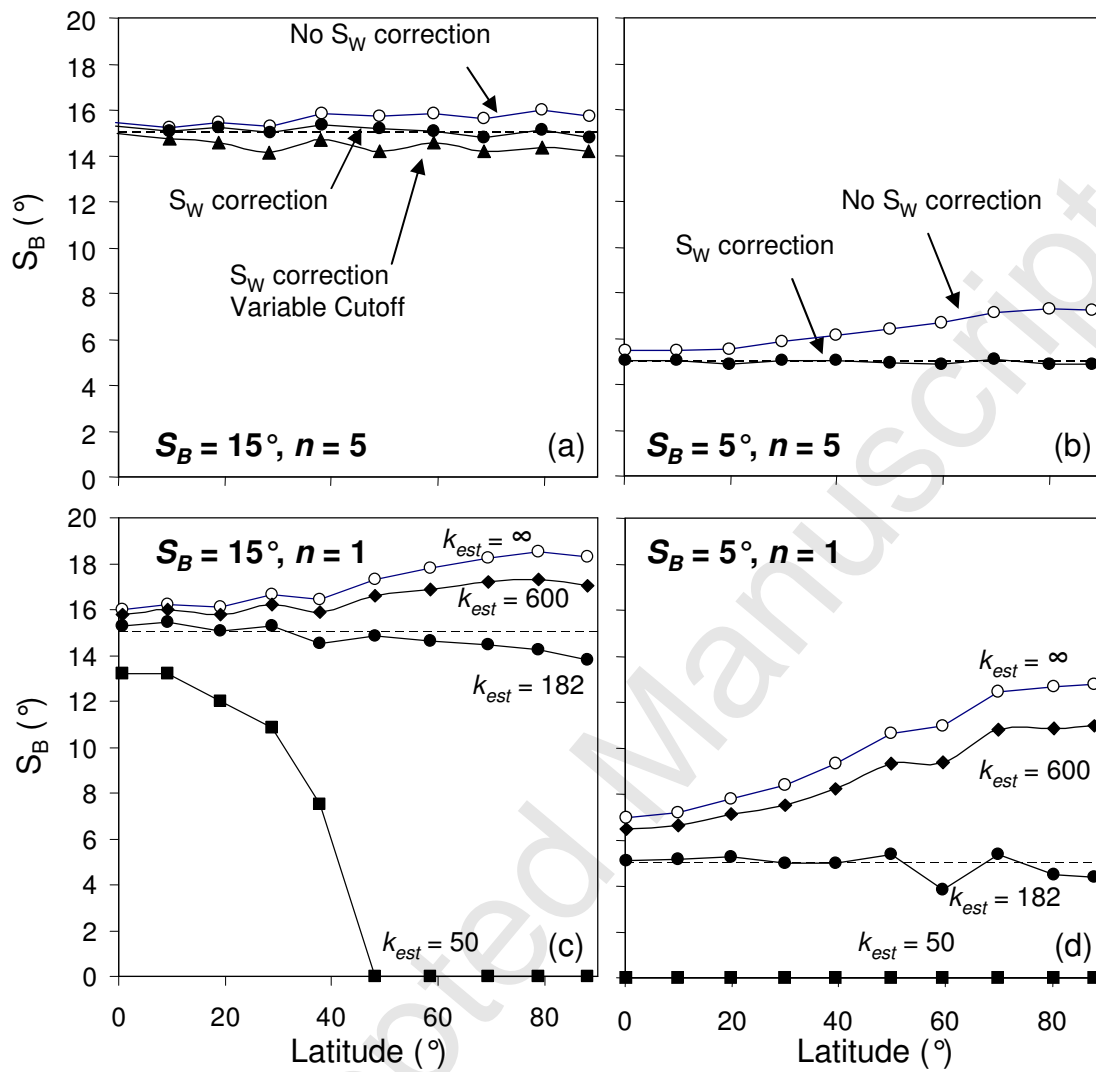 20
18
16
14
12
10
8
6
4
2
0
S_B (°)
No S_W correction
S_W correction
S_W correction
Variable Cutoff
S_B = 15°, n = 5
(a)
No S_W correction
S_W correction
S_B = 5°, n = 5
(b)
20
18
16
14
12
10
8
6
4
2
0
S_B (°)
S_B = 15°, n = 1
k_est = ∞
k_est = 600
k_est = 182
k_est = 50
(c)
0 20 40 60 80
Latitude (°)
S_B = 5°, n = 1
k_est = ∞
k_est = 600
k_est = 182
k_est = 50
(d)
0 20 40 60 80
Latitude (°)
pted Manuscript